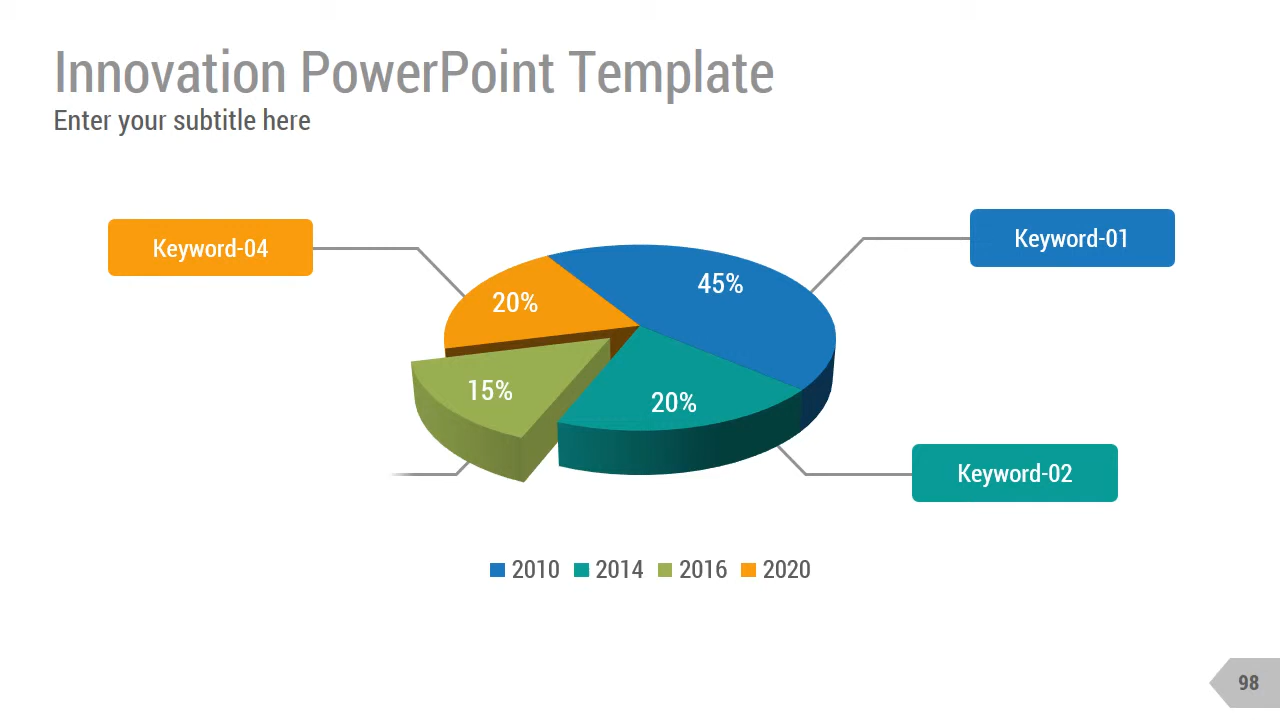 Innovation PowerPoint Template
Enter your subtitle here
Keyword-04
Keyword-01
45%
20%
15%
20%
Keyword-02
2010 2014 2016 2020
98